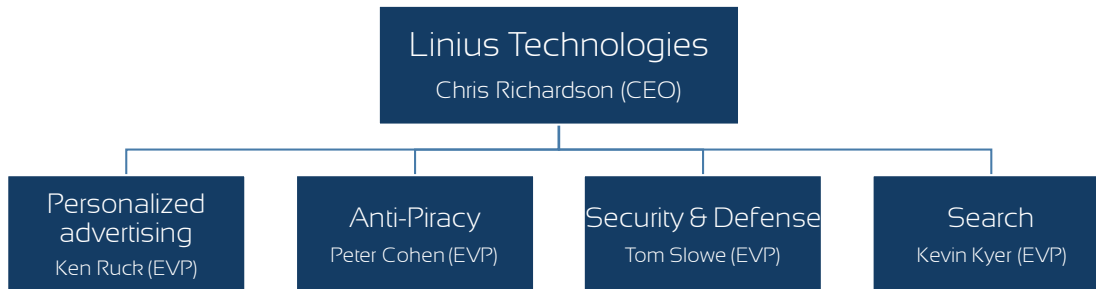 Linius Technologies
Chris Richardson (CEO)
Personalized
advertising
Ken Ruck (EVP)
Anti-Piracy
Peter Cohen (EVP)
Security & Defense
Tom Slowe (EVP)
Search
Kevin Kyer (EVP)